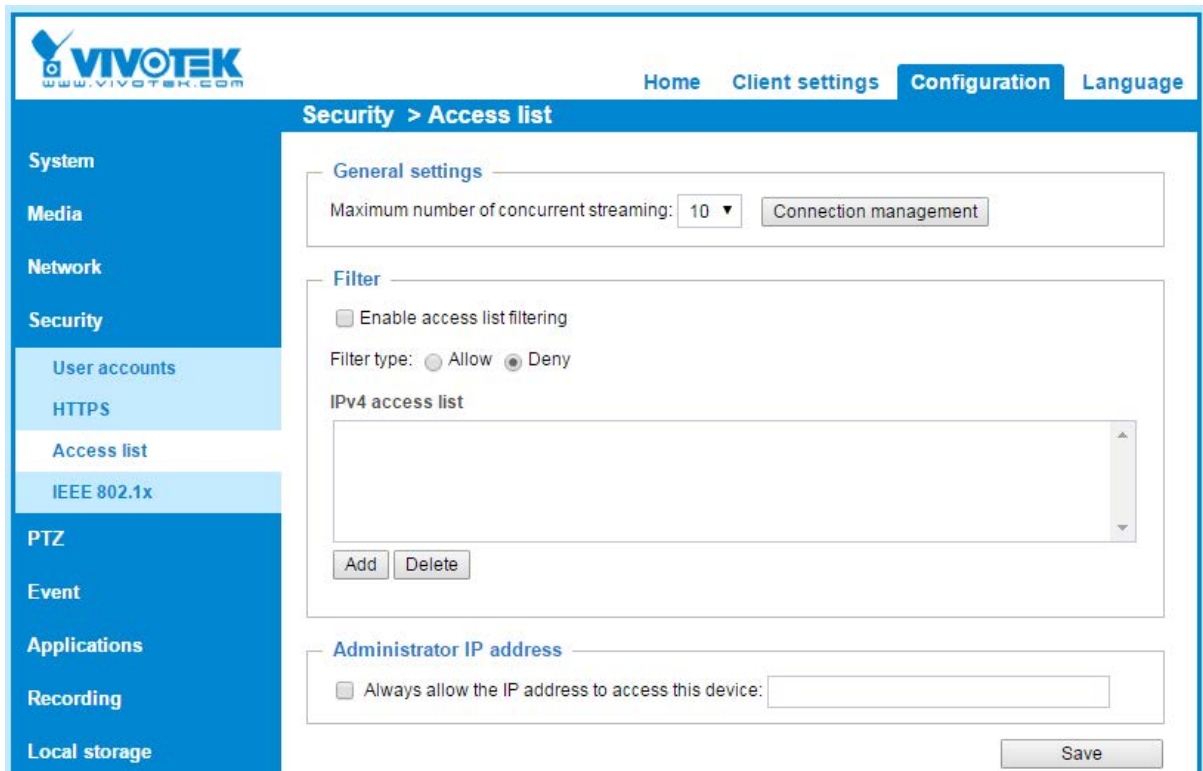 VIVOTEK
www.vivotek.com
Home Client settings Configuration Language
Security > Access list
System
Media
Network
Security
User accounts
HTTPS
Access list
IEEE 802.1x
PTZ
Event
Applications
Recording
Local storage
General settings
Maximum number of concurrent streaming: 10 Connection management
Filter
Enable access list filtering
Filter type: Allow Deny
IPv4 access list
Add Delete
Administrator IP address
Always allow the IP address to access this device:
Save